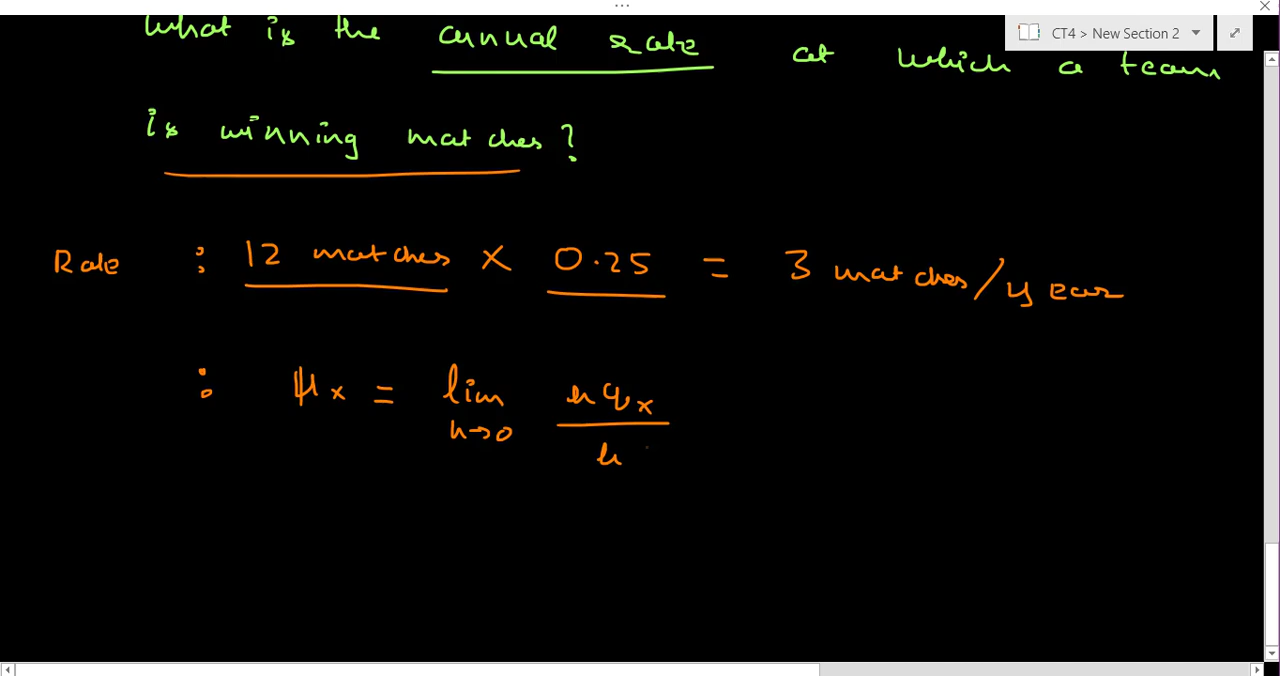 CT4 > New Section 2
What is the annual rate at which a team
is winning matches?
Rate : 12 matches × 0.25 = 3 matches/year
: μx = lim h→0 hqx / h